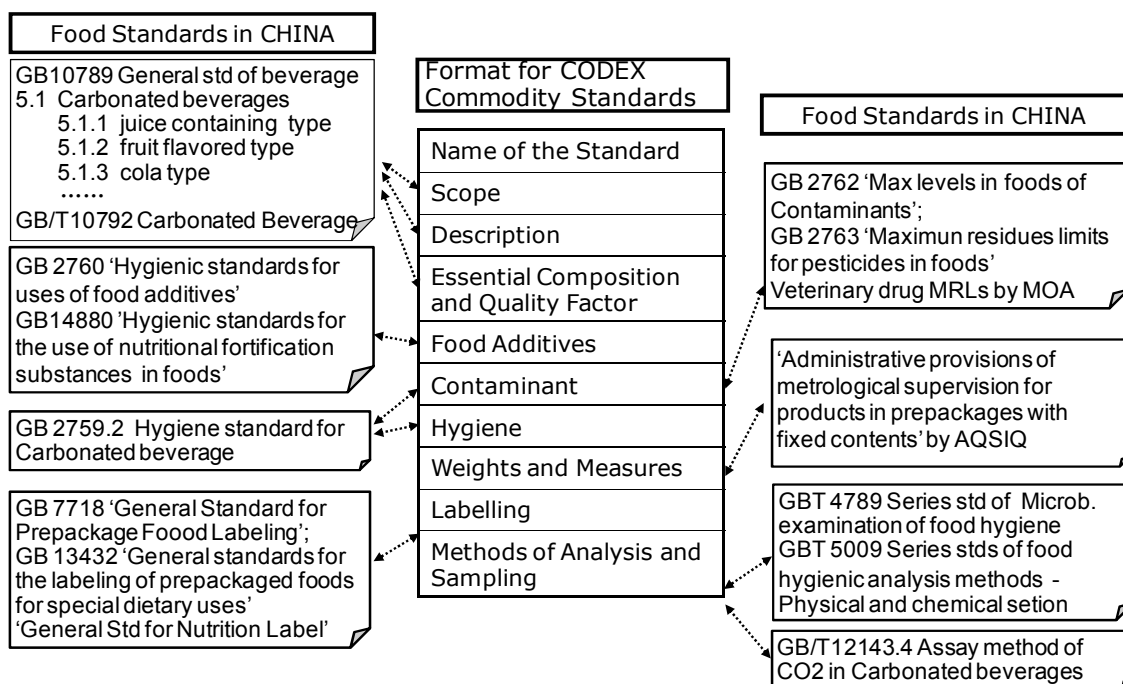 Food Standards in CHINA
GB10789 General std of beverage
5.1 Carbonated beverages
5.1.1 juice containing type
5.1.2 fruit flavored type
5.1.3 cola type
......
GB/T10792 Carbonated Beverage
GB 2760 ‘Hygienic standards for
uses of food additives’
GB14880 ’Hygienic standards for
the use of nutritional fortification
substances in foods’
GB 2759.2 Hygiene standard for
Carbonated beverage
GB 7718 ‘General Standard for
Prepackage Foood Labeling’;
GB 13432 ‘General standards for
the labeling of prepackaged foods
for special dietary uses’
‘General Std for Nutrition Label’
Format for CODEX
Commodity Standards
Name of the Standard
Scope
Description
Essential Composition
and Quality Factor
Food Additives
Contaminant
Hygiene
Weights and Measures
Labelling
Methods of Analysis and
Sampling
Food Standards in CHINA
GB 2762 ‘Max levels in foods of
Contaminants’;
GB 2763 ‘Maximun residues limits
for pesticides in foods’
Veterinary drug MRLs by MOA
‘Administrative provisions of
metrological supervision for
products in prepackages with
fixed contents’ by AQSIQ
GBT 4789 Series std of Microb.
examination of food hygiene
GBT 5009 Series stds of food
hygienic analysis methods -
Physical and chemical setion
GB/T12143.4 Assay method of
CO2 in Carbonated beverages